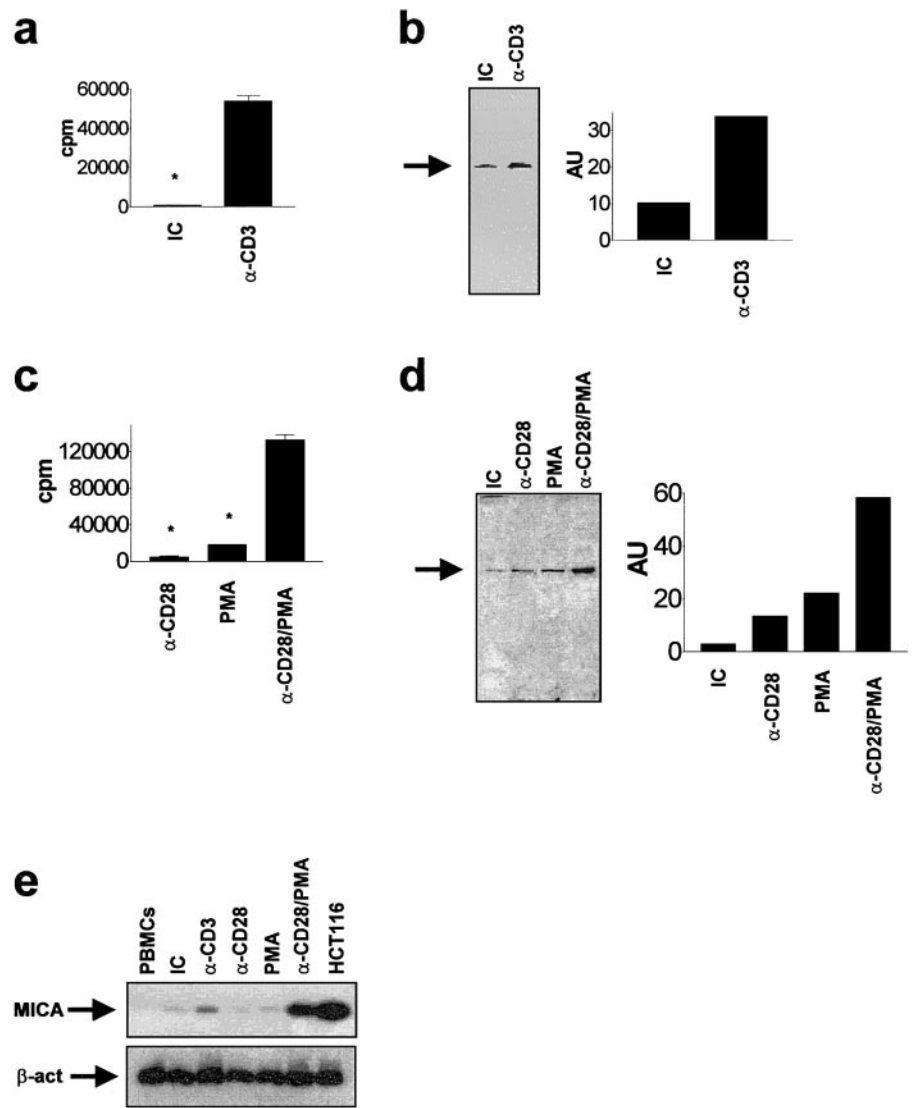 a
cpm
60000
40000
20000
0
*
IC
α-CD3
b
IC
α-CD3
AU
30
20
10
0
IC
α-CD3
c
cpm
120000
80000
40000
0
*
*
α-CD28
PMA
α-CD28/PMA
d
IC
α-CD28
PMA
α-CD28/PMA
AU
60
40
20
0
IC
α-CD28
PMA
α-CD28/PMA
e
PBMCs
IC
α-CD3
α-CD28
PMA
α-CD28/PMA
HCT116
MICA
β-act